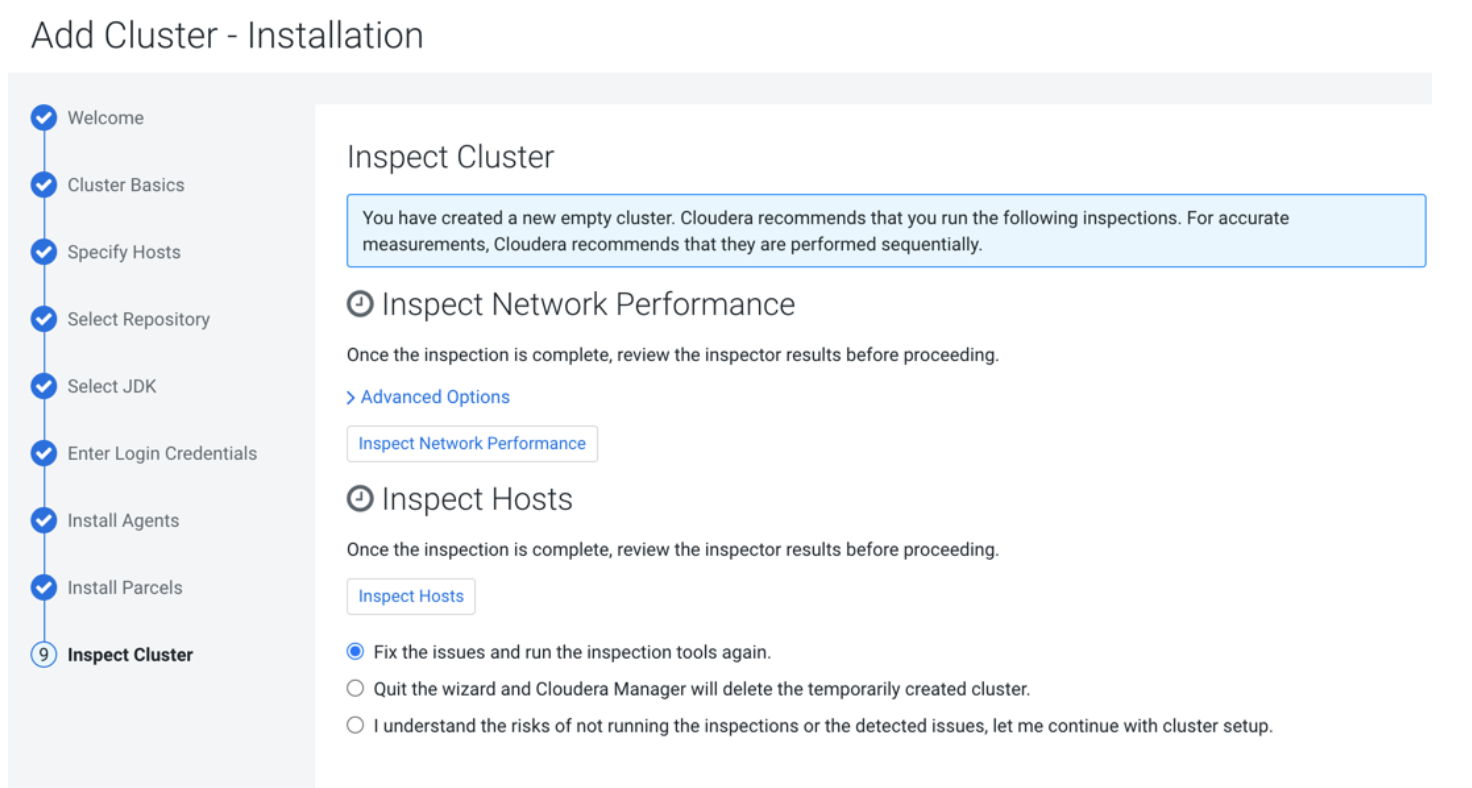 Add Cluster - Installation
Welcome
Cluster Basics
Specify Hosts
Select Repository
Select JDK
Enter Login Credentials
Install Agents
Install Parcels
9 Inspect Cluster
Inspect Cluster
You have created a new empty cluster. Cloudera recommends that you run the following inspections. For accurate
measurements, Cloudera recommends that they are performed sequentially.
Inspect Network Performance
Once the inspection is complete, review the inspector results before proceeding.
Advanced Options
Inspect Network Performance
Inspect Hosts
Once the inspection is complete, review the inspector results before proceeding.
Inspect Hosts
Fix the issues and run the inspection tools again.
Quit the wizard and Cloudera Manager will delete the temporarily created cluster.
I understand the risks of not running the inspections or the detected issues, let me continue with cluster setup.